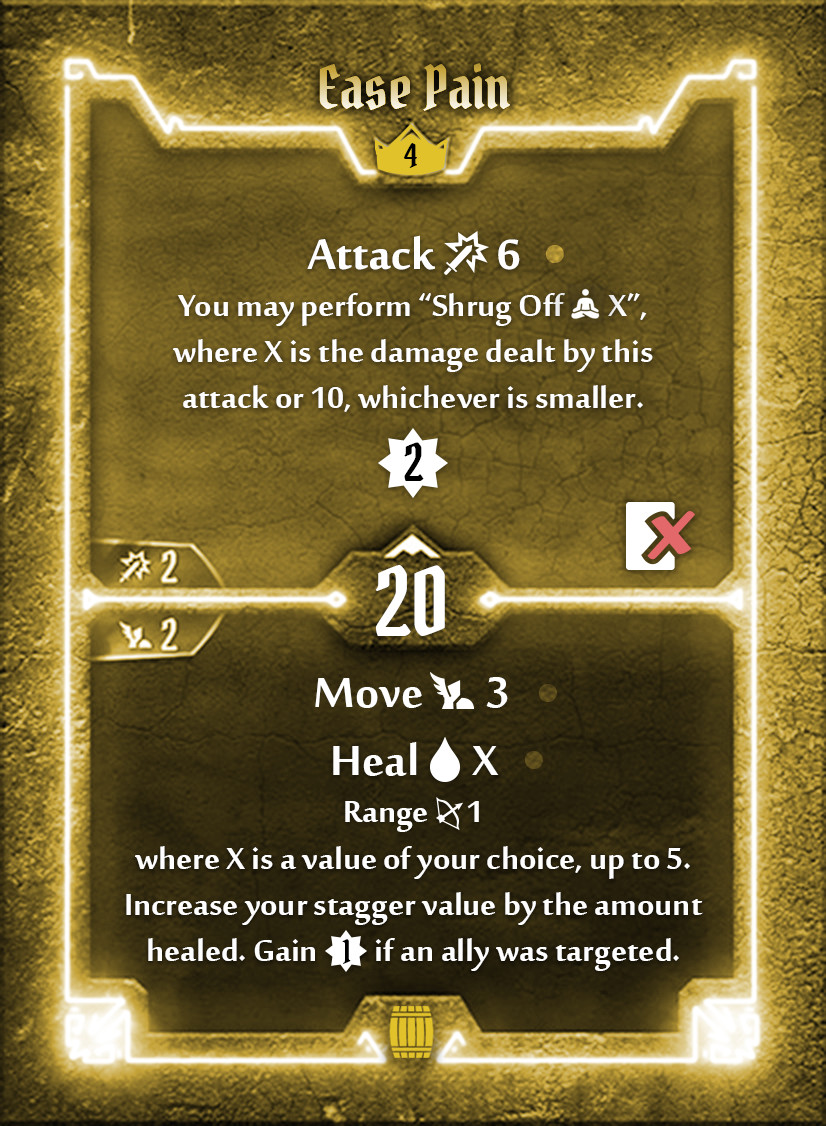 Ease Pain
4
Attack 6
You may perform “Shrug Off X”,
where X is the damage dealt by this
attack or 10, whichever is smaller.
2
2
20
2
Move 3
Heal X
Range 1
where X is a value of your choice, up to 5.
Increase your stagger value by the amount
healed. Gain 1 if an ally was targeted.